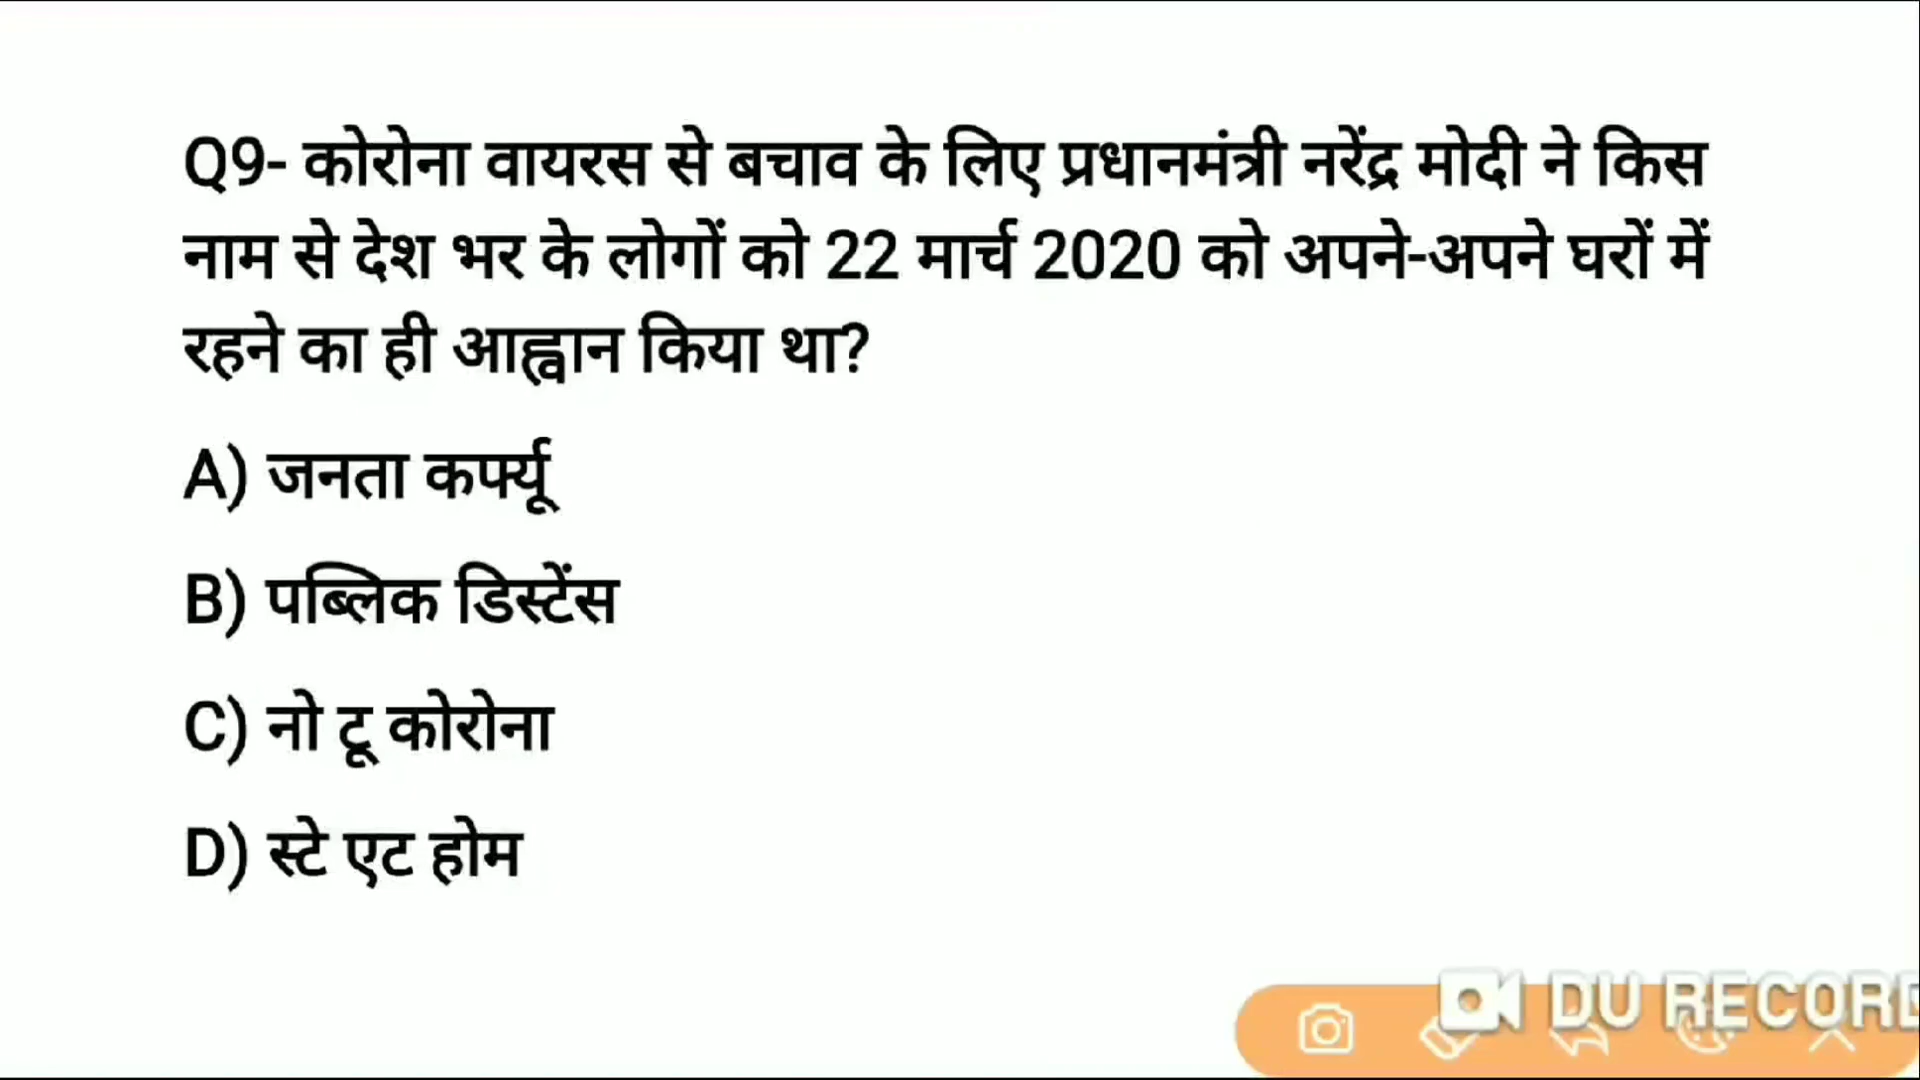 Q9- कोरोना वायरस से बचाव के लिए प्रधानमंत्री नरेंद्र मोदी ने किस
नाम से देश भर के लोगों को 22 मार्च 2020 को अपने-अपने घरों में
रहने का ही आह्वान किया था?
A) जनता कर्फ्यू
B) पब्लिक डिस्टेंस
C) नो टू कोरोना
D) स्टे एट होम
DU RECORD